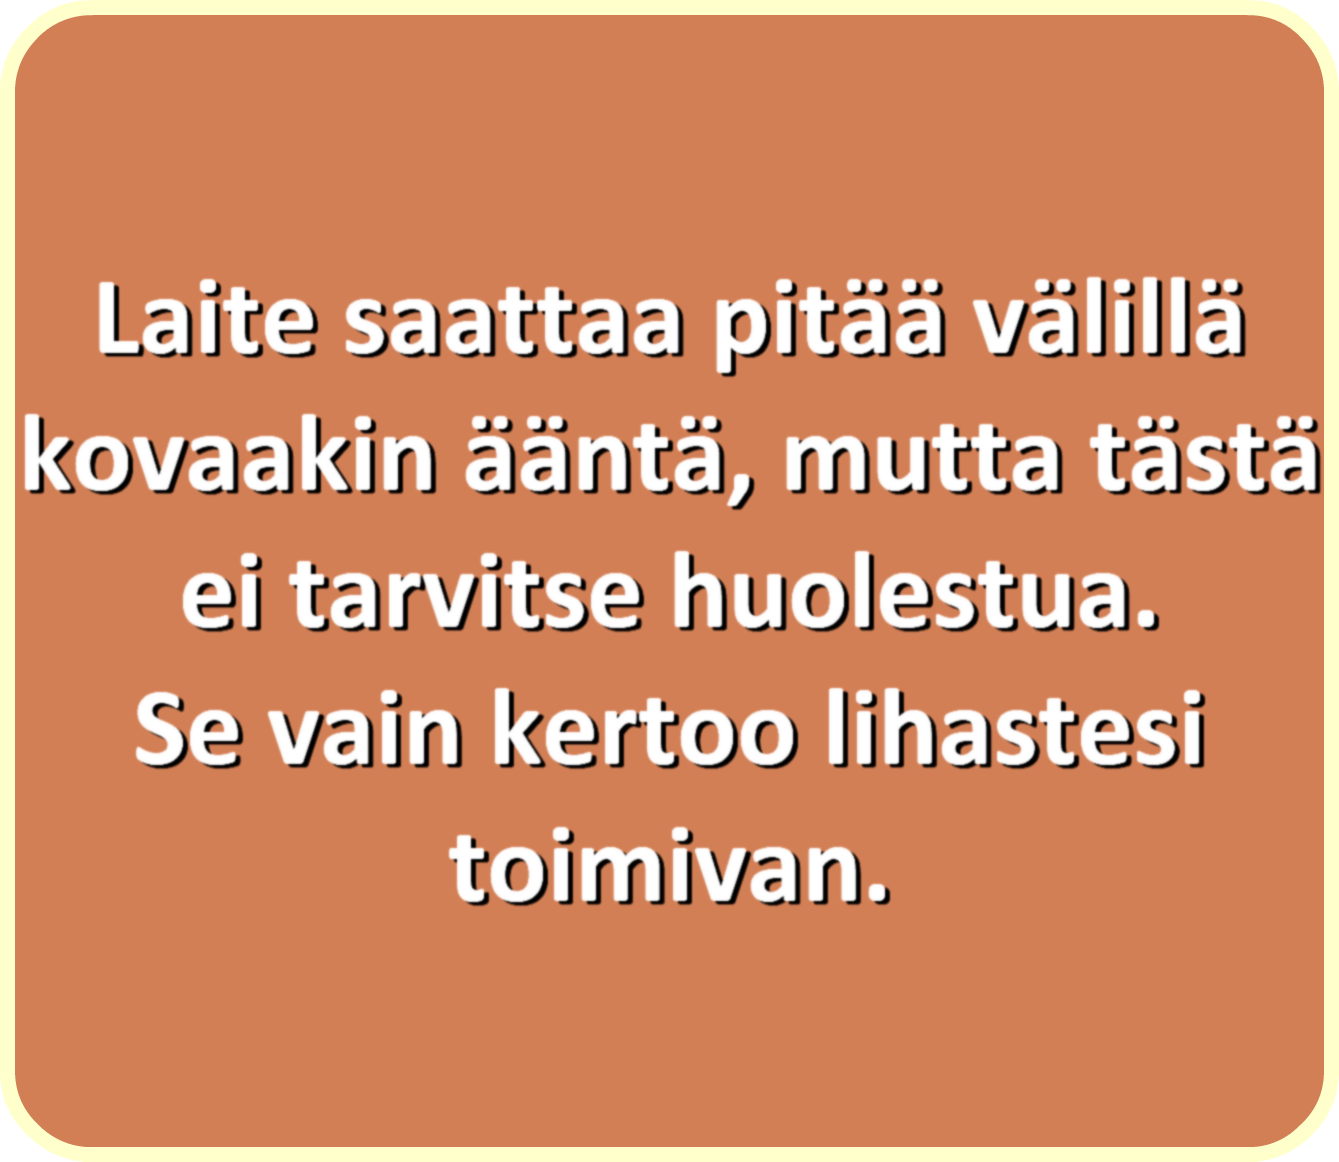 Laite saattaa pitää välillä
kovaakin ääntä, mutta tästä
ei tarvitse huolestua.
Se vain kertoo lihastesi
toimivan.